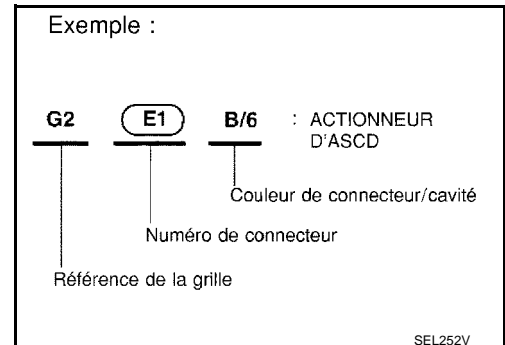 Exemple :
G2 E1 B/6 : ACTIONNEUR
D'ASCD
Couleur de connecteur/cavité
Numéro de connecteur
Référence de la grille
SEL252V